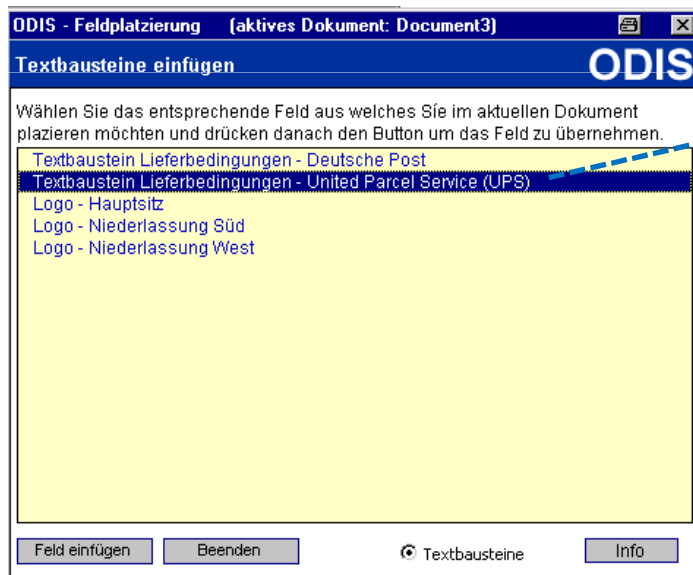 ODIS - Feldplatzierung (aktives Dokument: Document3)
Textbausteine einfügen ODIS
Wählen Sie das entsprechende Feld aus welches Síe im aktuellen Dokument
plazieren möchten und drücken danach den Button um das Feld zu übernehmen.
Textbaustein Lieferbedingungen - Deutsche Post
Textbaustein Lieferbedingungen - United Parcel Service (UPS)
Logo - Hauptsitz
Logo - Niederlassung Süd
Logo - Niederlassung West
Feld einfügen Beenden Textbausteine Info